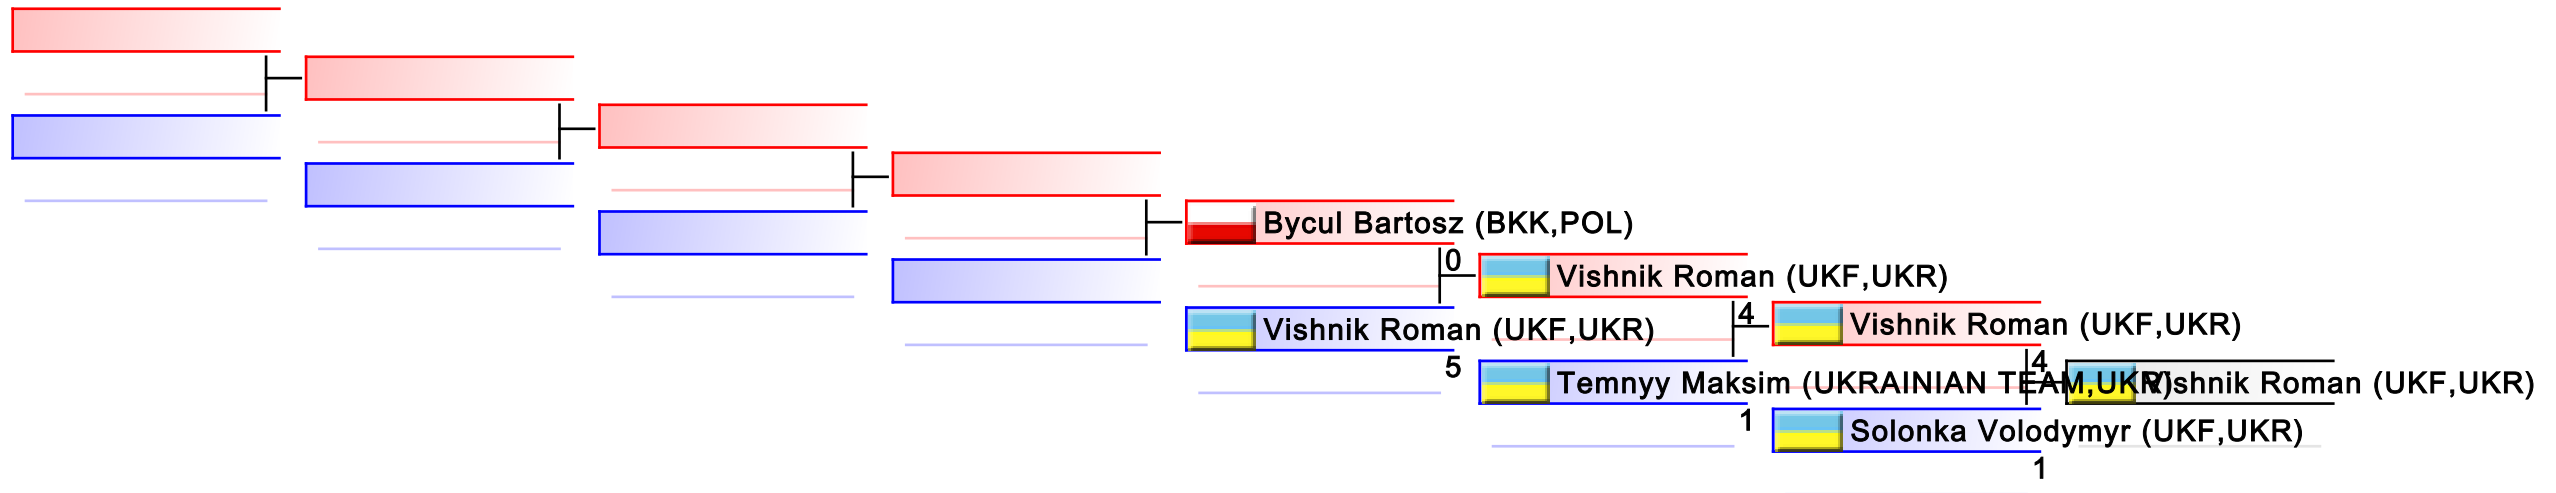 Bycul Bartosz (BKK,POL)
0
Vishnik Roman (UKF,UKR)
Vishnik Roman (UKF,UKR)
5
4
Vishnik Roman (UKF,UKR)
Temnyy Maksim (UKRAINIAN TEAM,UKR)
1
4
Vishnik Roman (UKF,UKR)
Solonka Volodymyr (UKF,UKR)
1